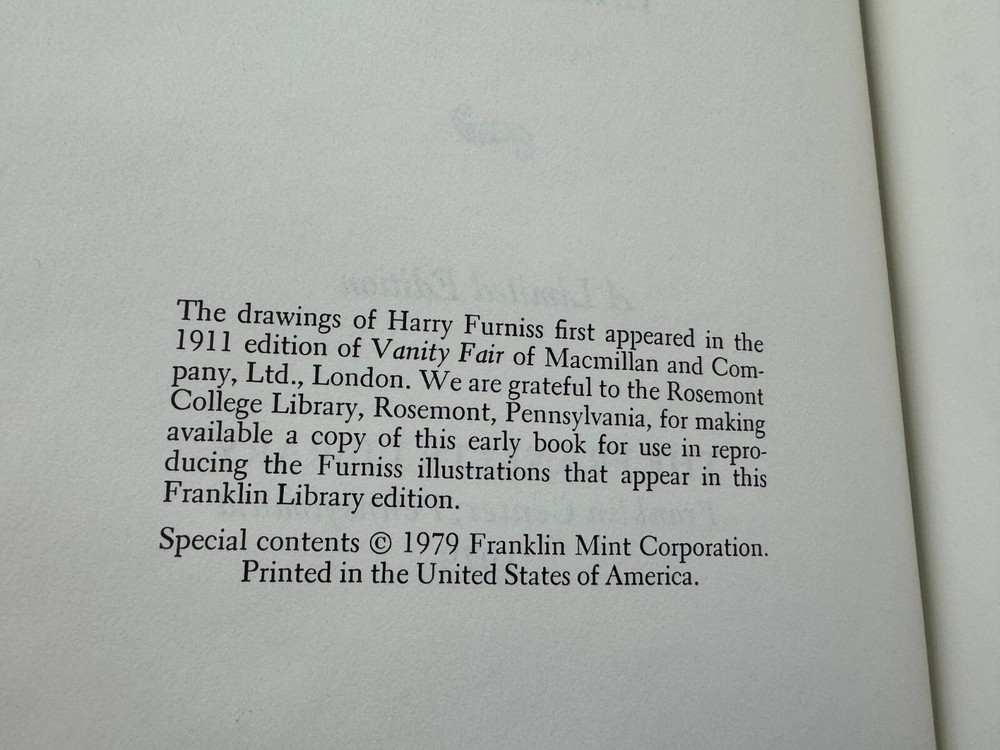 The drawings of Harry Furniss first appeared in the
1911 edition of Vanity Fair of Macmillan and Com-
pany, Ltd., London. We are grateful to the Rosemont
College Library, Rosemont, Pennsylvania, for making
available a copy of this early book for use in repro-
ducing the Furniss illustrations that appear in this
Franklin Library edition.
Special contents © 1979 Franklin Mint Corporation.
Printed in the United States of America.